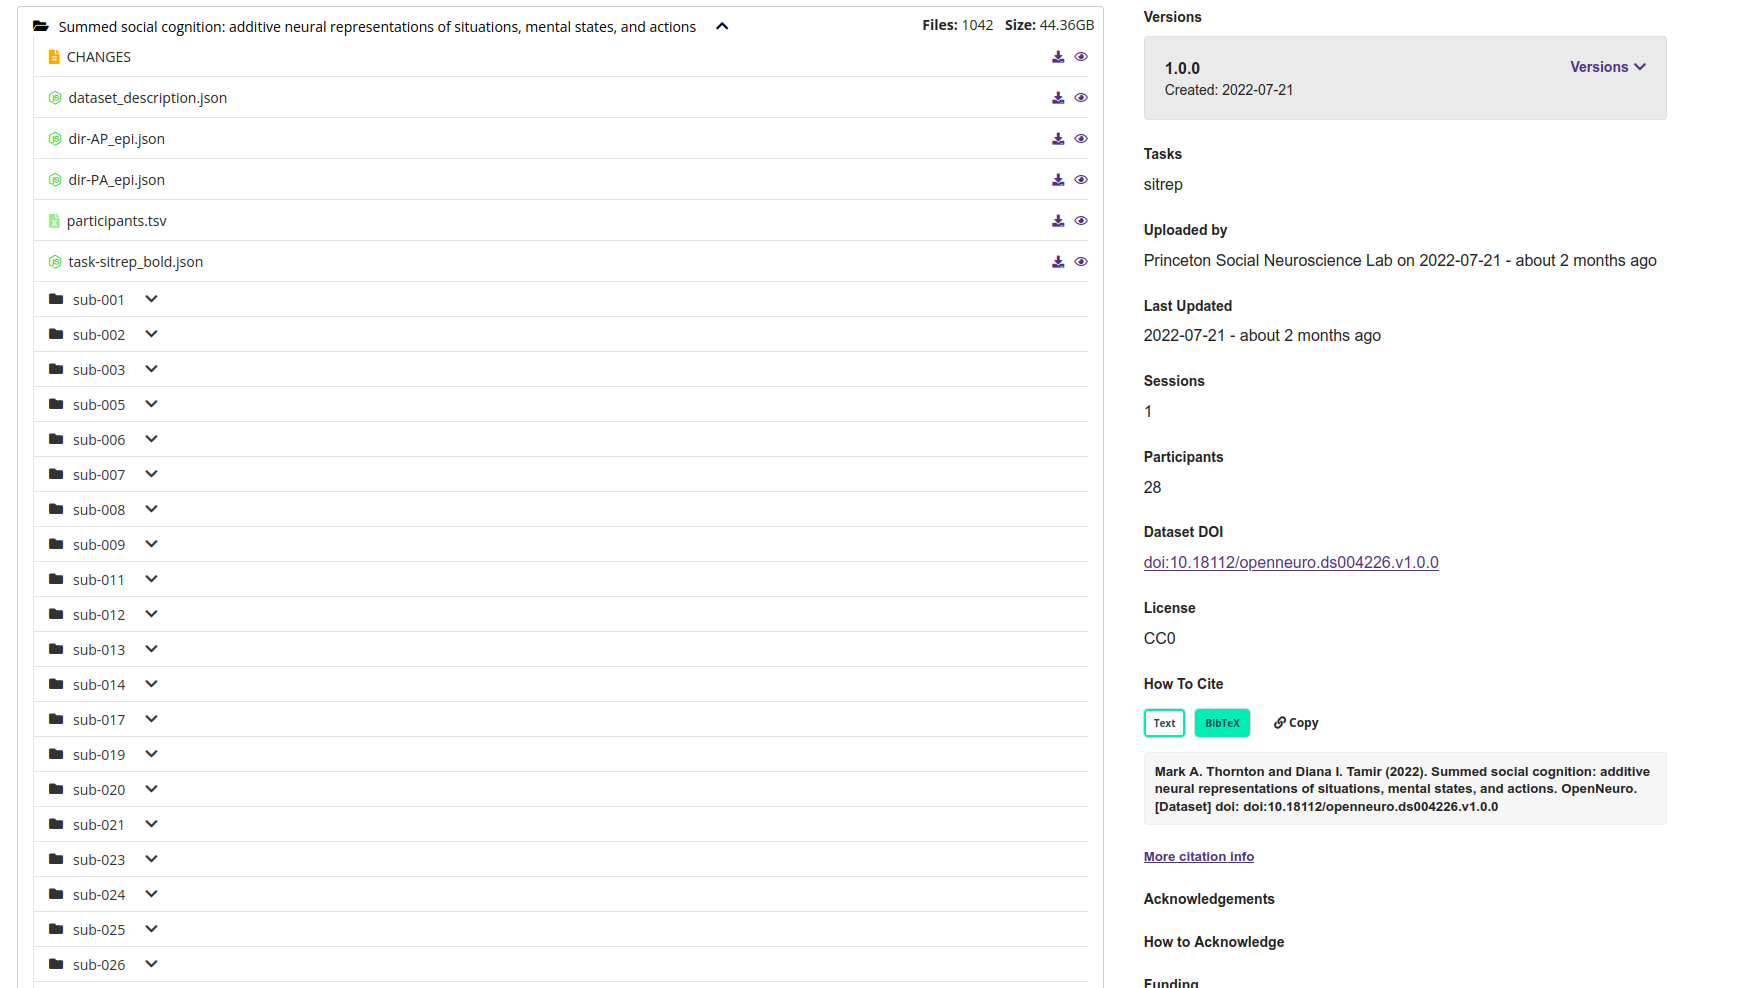 Summed social cognition: additive neural representations of situations, mental states, and actions
Files: 1042 Size: 44.36GB
CHANGES
dataset_description.json
dir-AP_epi.json
dir-PA_epi.json
participants.tsv
task-sitrep_bold.json
sub-001
sub-002
sub-003
sub-005
sub-006
sub-007
sub-008
sub-009
sub-011
sub-012
sub-013
sub-014
sub-017
sub-019
sub-020
sub-021
sub-023
sub-024
sub-025
sub-026
Versions
1.0.0
Versions
Created: 2022-07-21
Tasks
sitrep
Uploaded by
Princeton Social Neuroscience Lab on 2022-07-21 - about 2 months ago
Last Updated
2022-07-21 - about 2 months ago
Sessions
1
Participants
28
Dataset DOI
doi:10.18112/openneuro.ds004226.v1.0.0
License
CC0
How To Cite
Text BibTeX Copy
Mark A. Thornton and Diana I. Tamir (2022). Summed social cognition: additive
neural representations of situations, mental states, and actions. OpenNeuro.
[Dataset] doi: doi:10.18112/openneuro.ds004226.v1.0.0
More citation info
Acknowledgements
How to Acknowledge
Funding